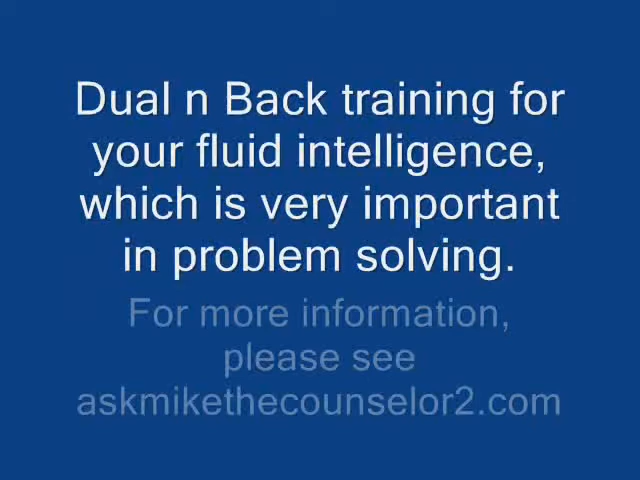 Dual n Back training for
your fluid intelligence,
which is very important
in problem solving.
For more information,
please see
askmikethecounselor2.com